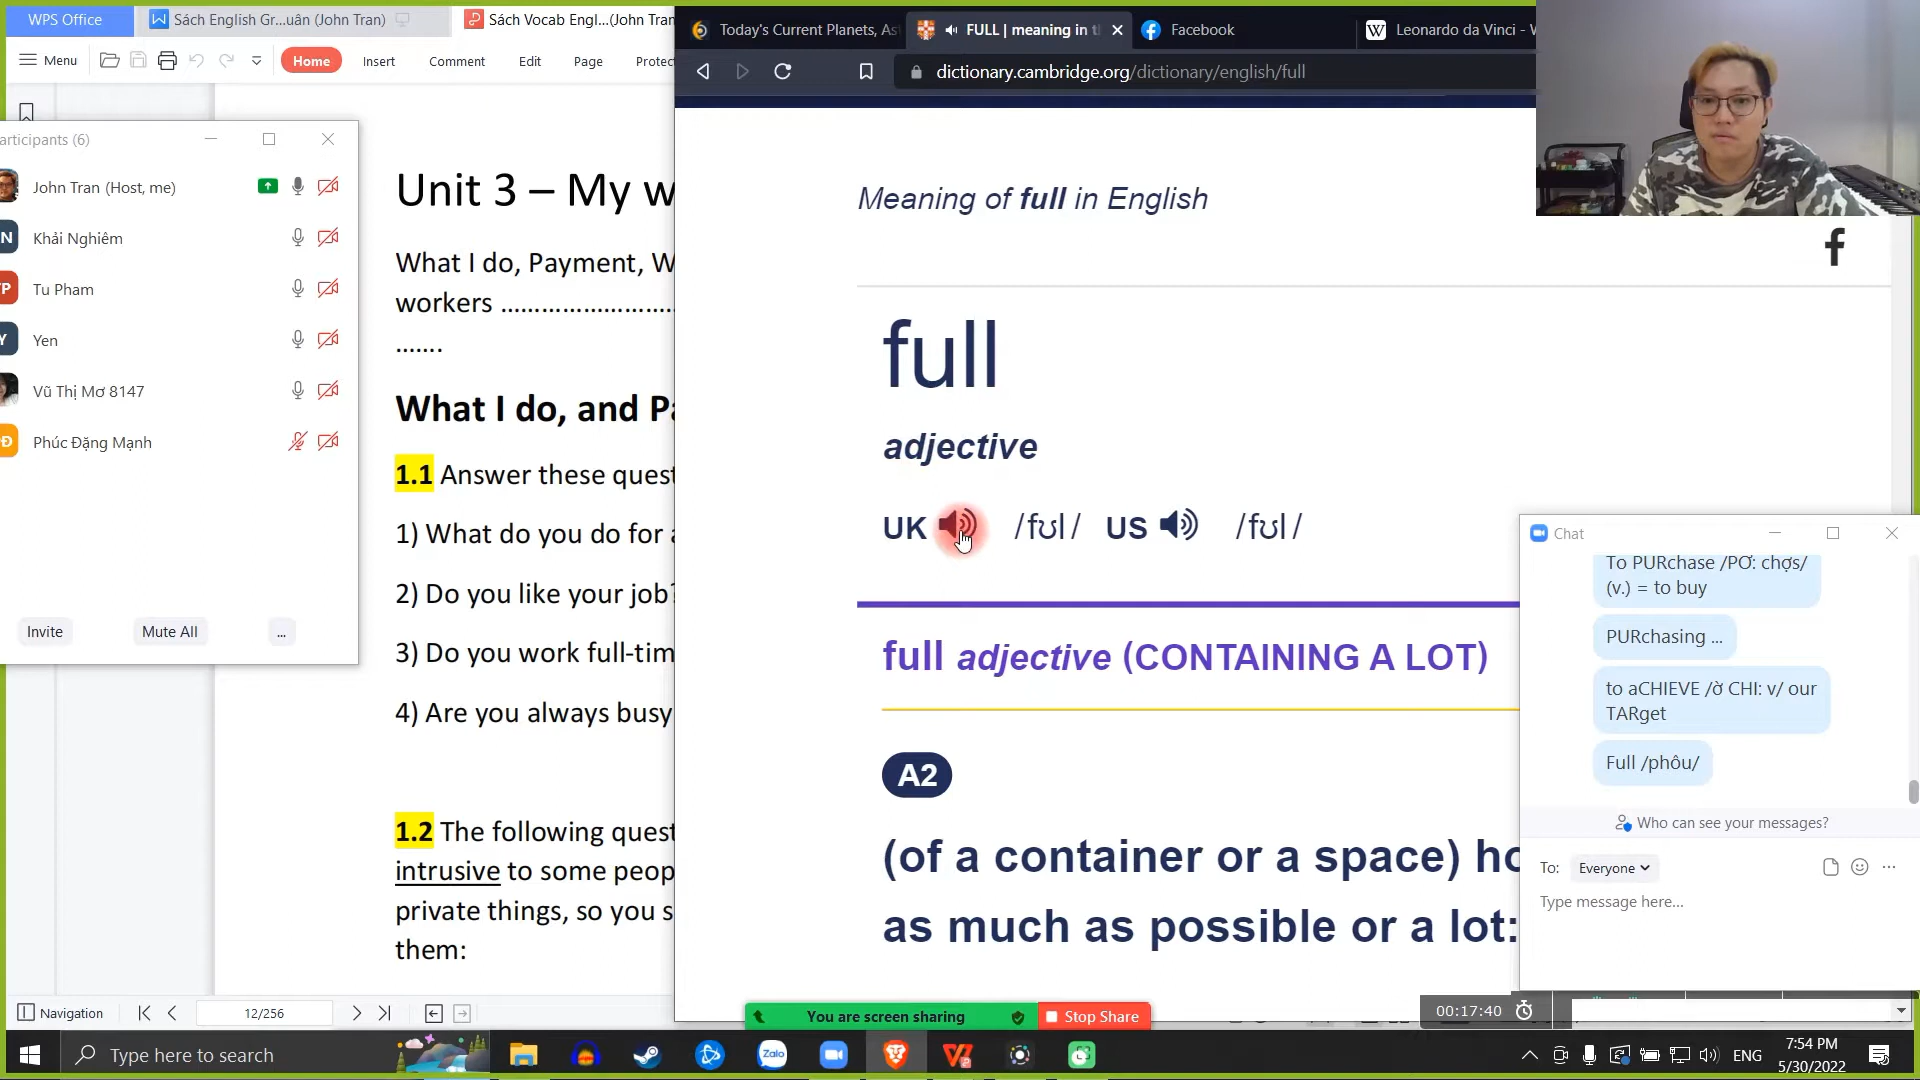 WPS Office
Sách English Gr...uân (John Tran)
Sách Vocab Engl...(John Tran
Menu
Home
Insert
Comment
Edit
Page
Protec
Today's Current Planets, As
FULL | meaning in t
Facebook
Leonardo da Vinci - W
dictionary.cambridge.org/dictionary/english/full
articipants (6)
John Tran (Host, me)
N
Khải Nghiêm
TP
Tu Pham
Y
Yen
Vũ Thị Mơ 8147
Phúc Đặng Mạnh
Invite
Mute All
...
Unit 3 – My w
What I do, Payment, W
workers ............................
.......
What I do, and Pa
1.1 Answer these quest
1) What do you do for a
2) Do you like your job?
3) Do you work full-tim
4) Are you always busy
1.2 The following quest
intrusive to some peop
private things, so you s
them:
Meaning of full in English
full
adjective
UK /fʊl/ US /fʊl/
full adjective (CONTAINING A LOT)
A2
(of a container or a space) ho
as much as possible or a lot:
Chat
To PURchase /PƠ: chợs/
(v.) = to buy
PURchasing ...
to aCHIEVE /ờ CHI: v/ our
TARget
Full /phôu/
Who can see your messages?
To: Everyone
Type message here...
Navigation
12/256
You are screen sharing
Stop Share
00:17:40
Type here to search
Zalo
ENG
7:54 PM
5/30/2022